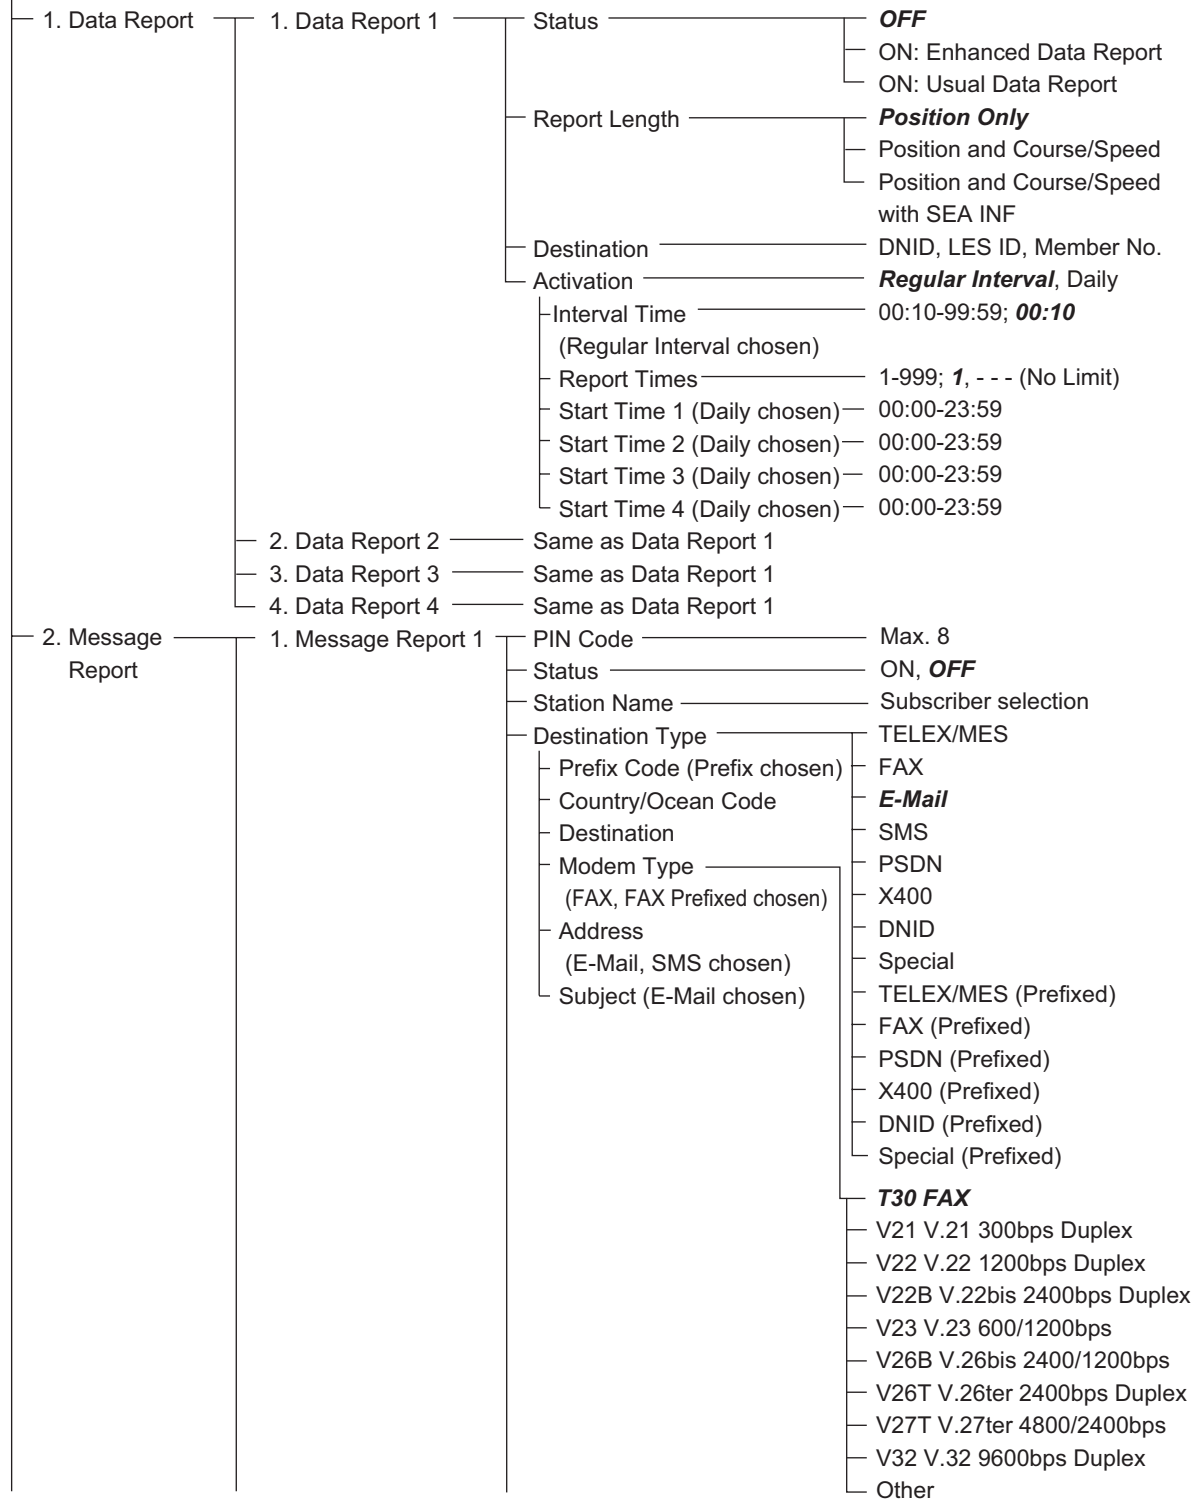 1. Data Report 1. Data Report 1 Status OFF
ON: Enhanced Data Report
ON: Usual Data Report
Report Length Position Only
Position and Course/Speed
Position and Course/Speed
with SEA INF
Destination DNID, LES ID, Member No.
Activation Regular Interval, Daily
Interval Time 00:10-99:59; 00:10
(Regular Interval chosen)
Report Times 1-999; 1, - - - (No Limit)
Start Time 1 (Daily chosen) 00:00-23:59
Start Time 2 (Daily chosen) 00:00-23:59
Start Time 3 (Daily chosen) 00:00-23:59
Start Time 4 (Daily chosen) 00:00-23:59
2. Data Report 2 Same as Data Report 1
3. Data Report 3 Same as Data Report 1
4. Data Report 4 Same as Data Report 1
2. Message 1. Message Report 1 PIN Code Max. 8
Report Status ON, OFF
Station Name Subscriber selection
Destination Type TELEX/MES
Prefix Code (Prefix chosen) FAX
Country/Ocean Code E-Mail
Destination SMS
Modem Type PSDN
(FAX, FAX Prefixed chosen) X400
Address DNID
(E-Mail, SMS chosen) Special
Subject (E-Mail chosen) TELEX/MES (Prefixed)
FAX (Prefixed)
PSDN (Prefixed)
X400 (Prefixed)
DNID (Prefixed)
Special (Prefixed)
T30 FAX
V21 V.21 300bps Duplex
V22 V.22 1200bps Duplex
V22B V.22bis 2400bps Duplex
V23 V.23 600/1200bps
V26B V.26bis 2400/1200bps
V26T V.26ter 2400bps Duplex
V27T V.27ter 4800/2400bps
V32 V.32 9600bps Duplex
Other